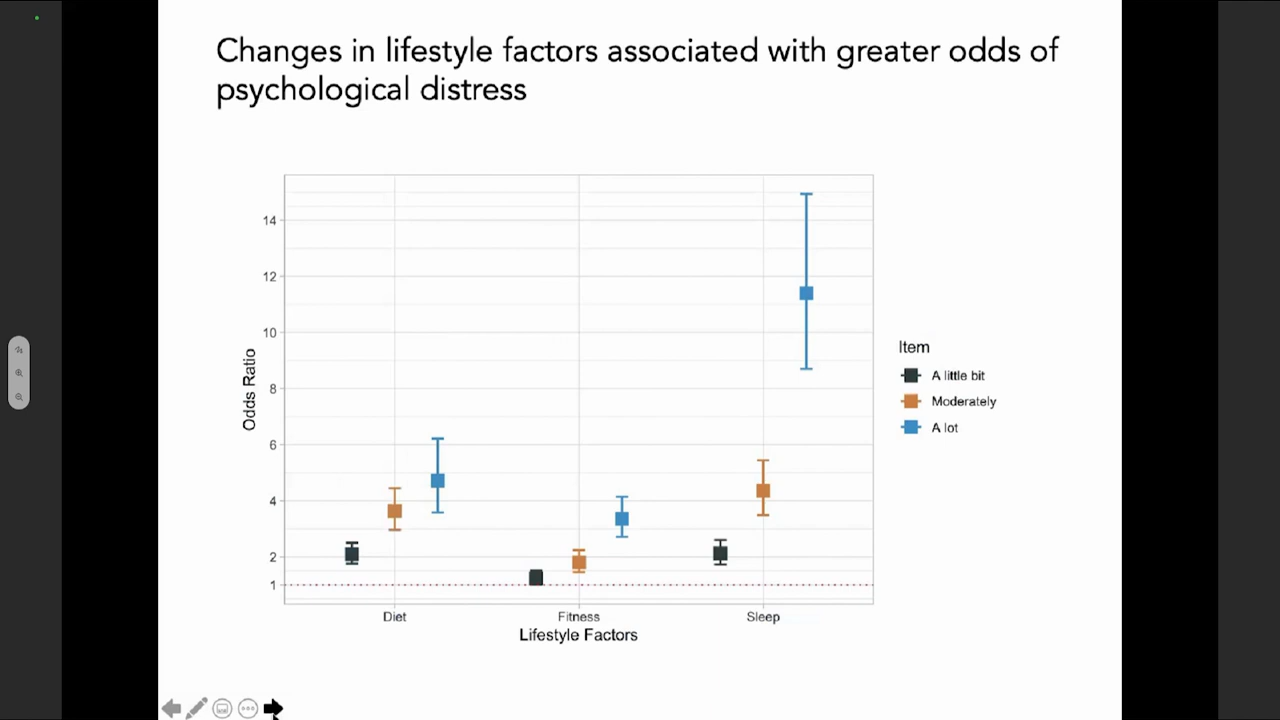 Changes in lifestyle factors associated with greater odds of
psychological distress
14
12
10
8
6
4
2
1
Odds Ratio
Diet
Fitness
Sleep
Lifestyle Factors
Item
A little bit
Moderately
A lot